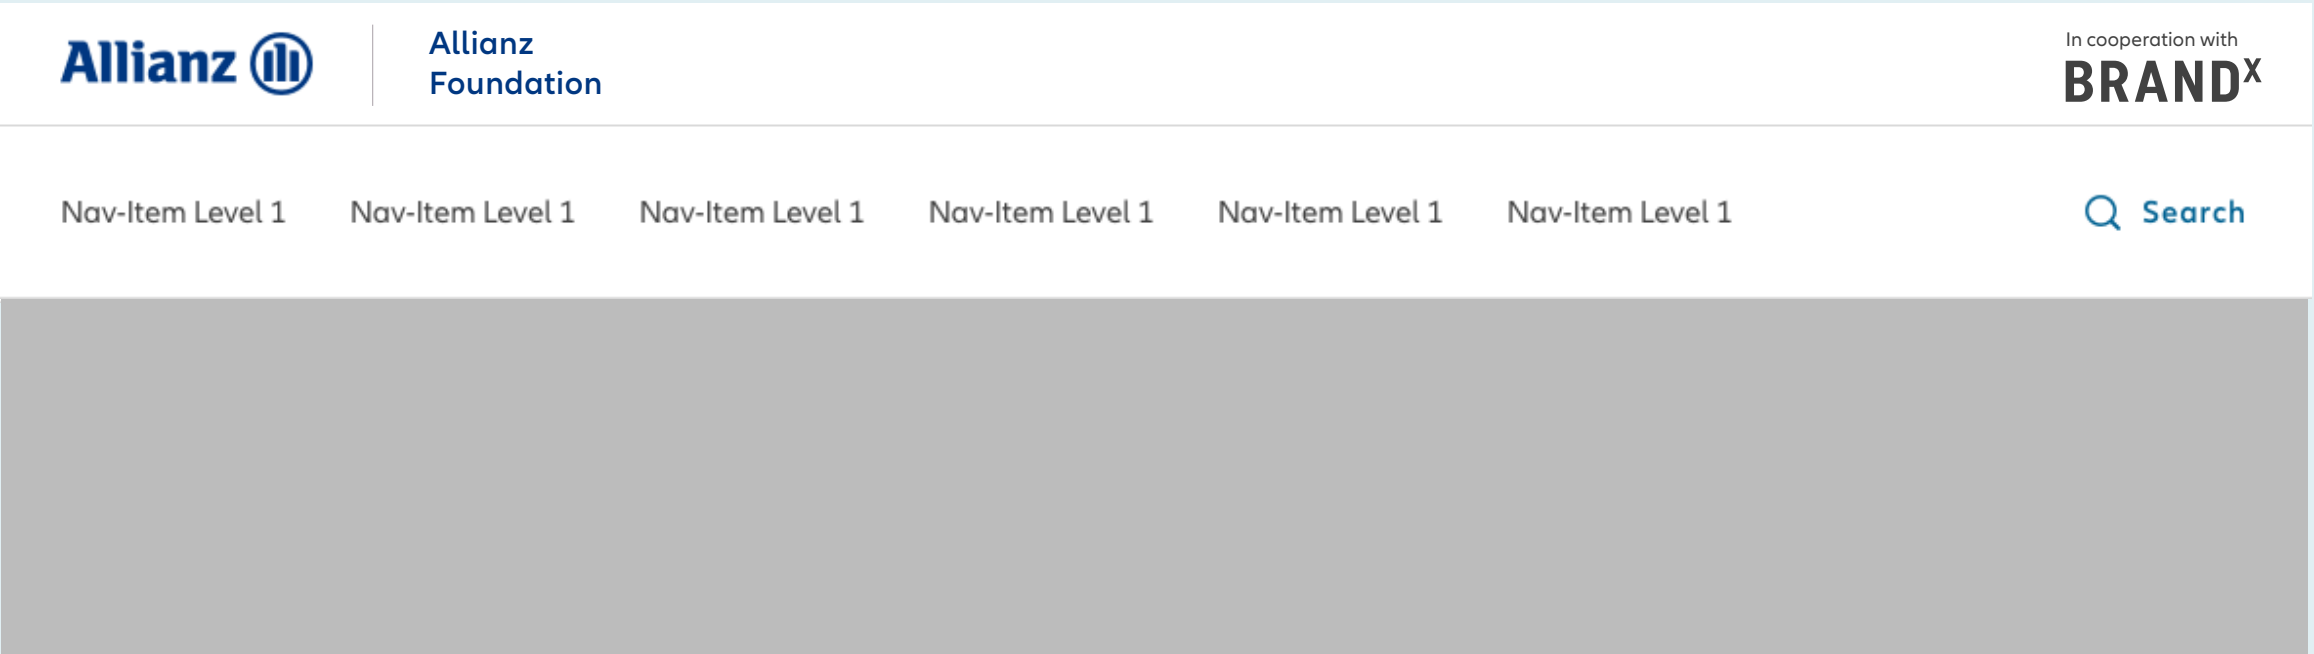 Allianz
Allianz
Foundation
In cooperation with
BRANDX
Nav-Item Level 1
Nav-Item Level 1
Nav-Item Level 1
Nav-Item Level 1
Nav-Item Level 1
Nav-Item Level 1
Search